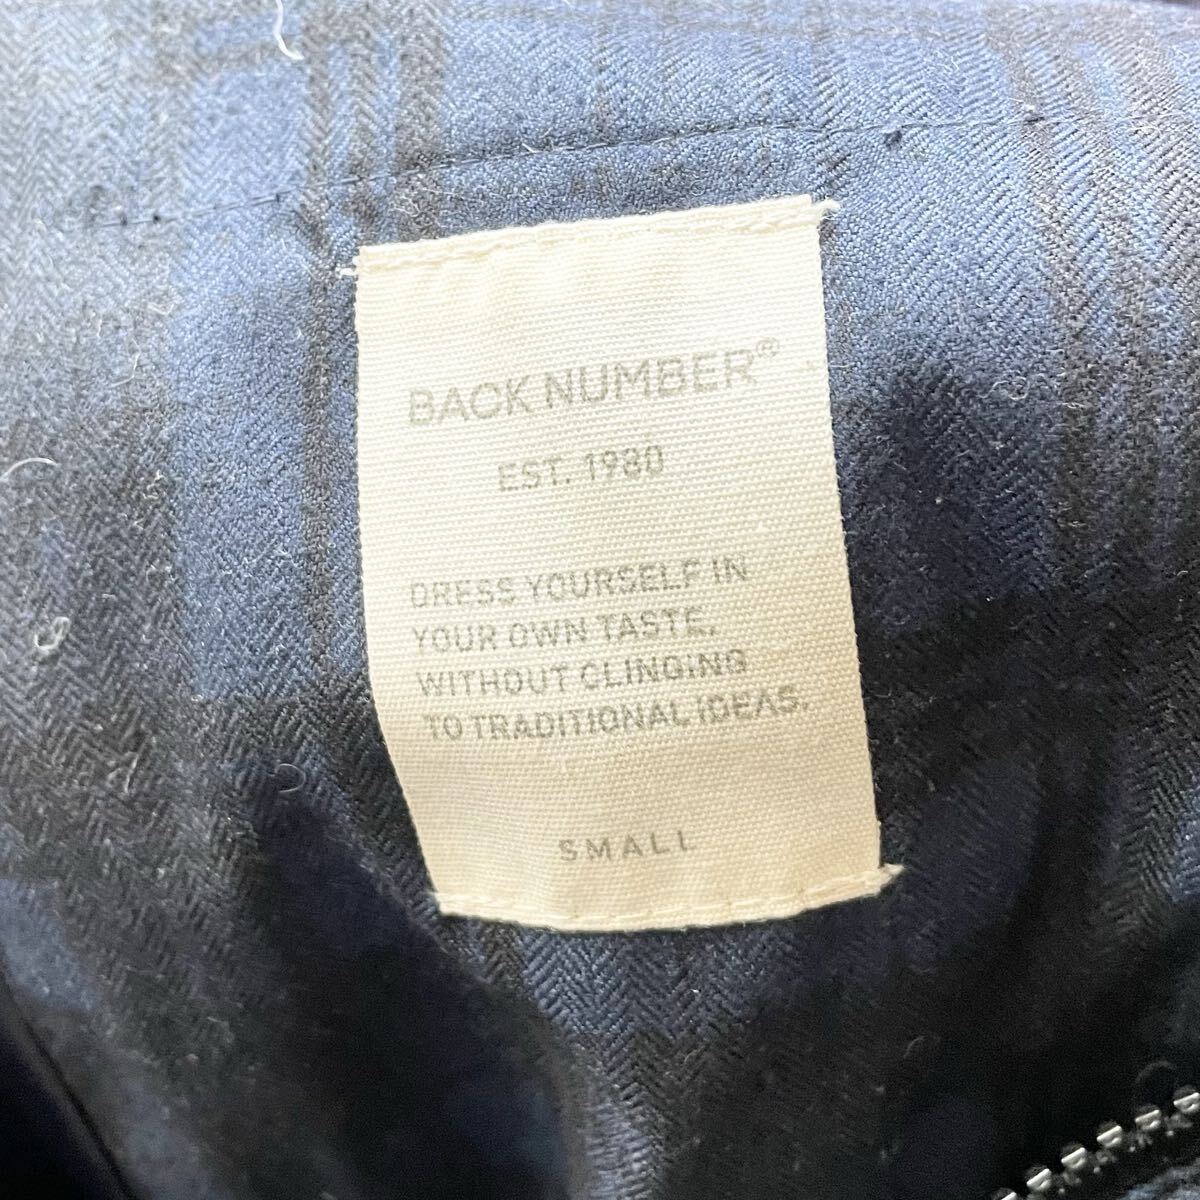 BACK NUMBER®
EST. 1980
DRESS YOURSELF IN
YOUR OWN TASTE,
WITHOUT CLINGING
TO TRADITIONAL IDEAS.
SMALL